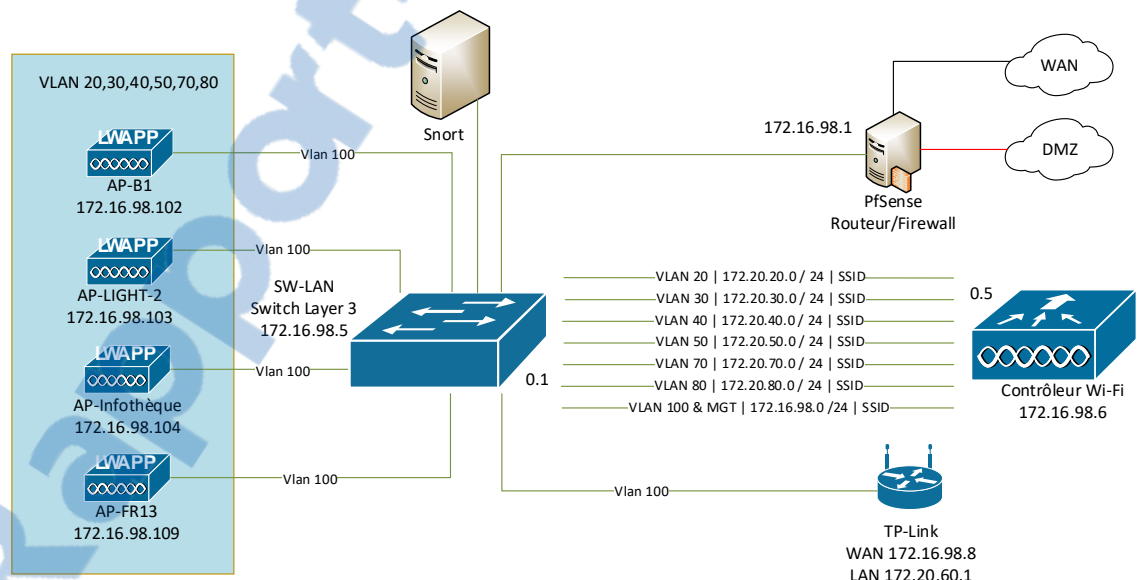 VLAN 20,30,40,50,70,80
LWAPP
AP-B1
172.16.98.102
LWAPP
AP-LIGHT-2
172.16.98.103
LWAPP
AP-Infothèque
172.16.98.104
LWAPP
AP-FR13
172.16.98.109
Vlan 100
Vlan 100
Vlan 100
Vlan 100
Snort
SW-LAN
Switch Layer 3
172.16.98.5
0.1
172.16.98.1
PfSense
Routeur/Firewall
WAN
DMZ
VLAN 20 | 172.20.20.0 / 24 | SSID
VLAN 30 | 172.20.30.0 / 24 | SSID
VLAN 40 | 172.20.40.0 / 24 | SSID
VLAN 50 | 172.20.50.0 / 24 | SSID
VLAN 70 | 172.20.70.0 / 24 | SSID
VLAN 80 | 172.20.80.0 / 24 | SSID
VLAN 100 & MGT | 172.16.98.0 /24 | SSID
0.5
Contrôleur Wi-Fi
172.16.98.6
Vlan 100
TP-Link
WAN 172.16.98.8
LAN 172.20.60.1